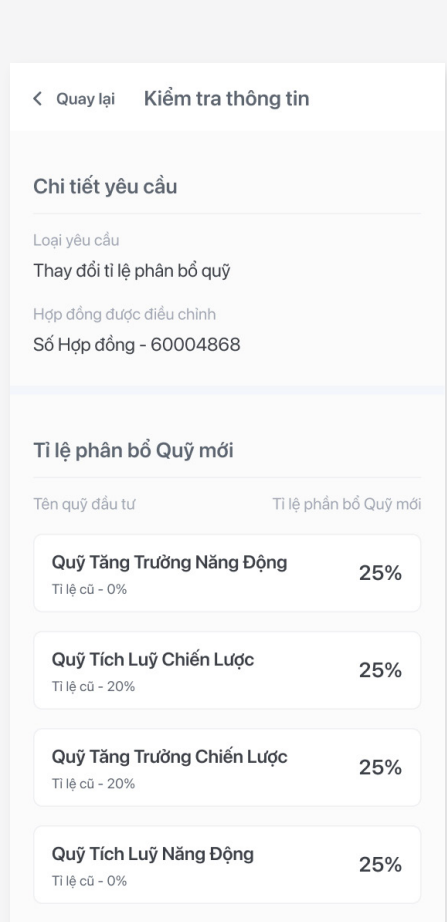 Quay lại Kiểm tra thông tin
Chi tiết yêu cầu
Loại yêu cầu
Thay đổi tỉ lệ phân bổ quỹ
Hợp đồng được điều chỉnh
Số Hợp đồng - 60004868
Tỉ lệ phân bổ Quỹ mới
Tên quỹ đầu tư Tỉ lệ phần bổ Quỹ mới
Quỹ Tăng Trưởng Năng Động 25%
Tỉ lệ cũ - 0%
Quỹ Tích Luỹ Chiến Lược 25%
Tỉ lệ cũ - 20%
Quỹ Tăng Trưởng Chiến Lược 25%
Tỉ lệ cũ - 20%
Quỹ Tích Luỹ Năng Động 25%
Tỉ lệ cũ - 0%